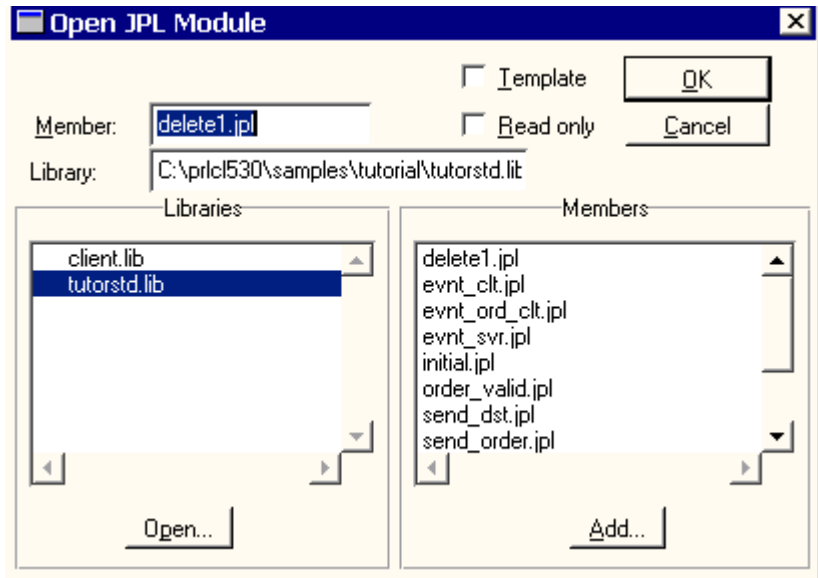 Open JPL Module
Template
OK
Member:
delete1.jpl
Read only
Cancel
Library:
C:\prlcl530\samples\tutorial\tutorstd.lib
Libraries
Members
client.lib
tutorstd.lib
delete1.jpl
evnt_clt.jpl
evnt_ord_clt.jpl
evnt_svr.jpl
initial.jpl
order_valid.jpl
send_dst.jpl
send_order.jpl
Open...
Add...